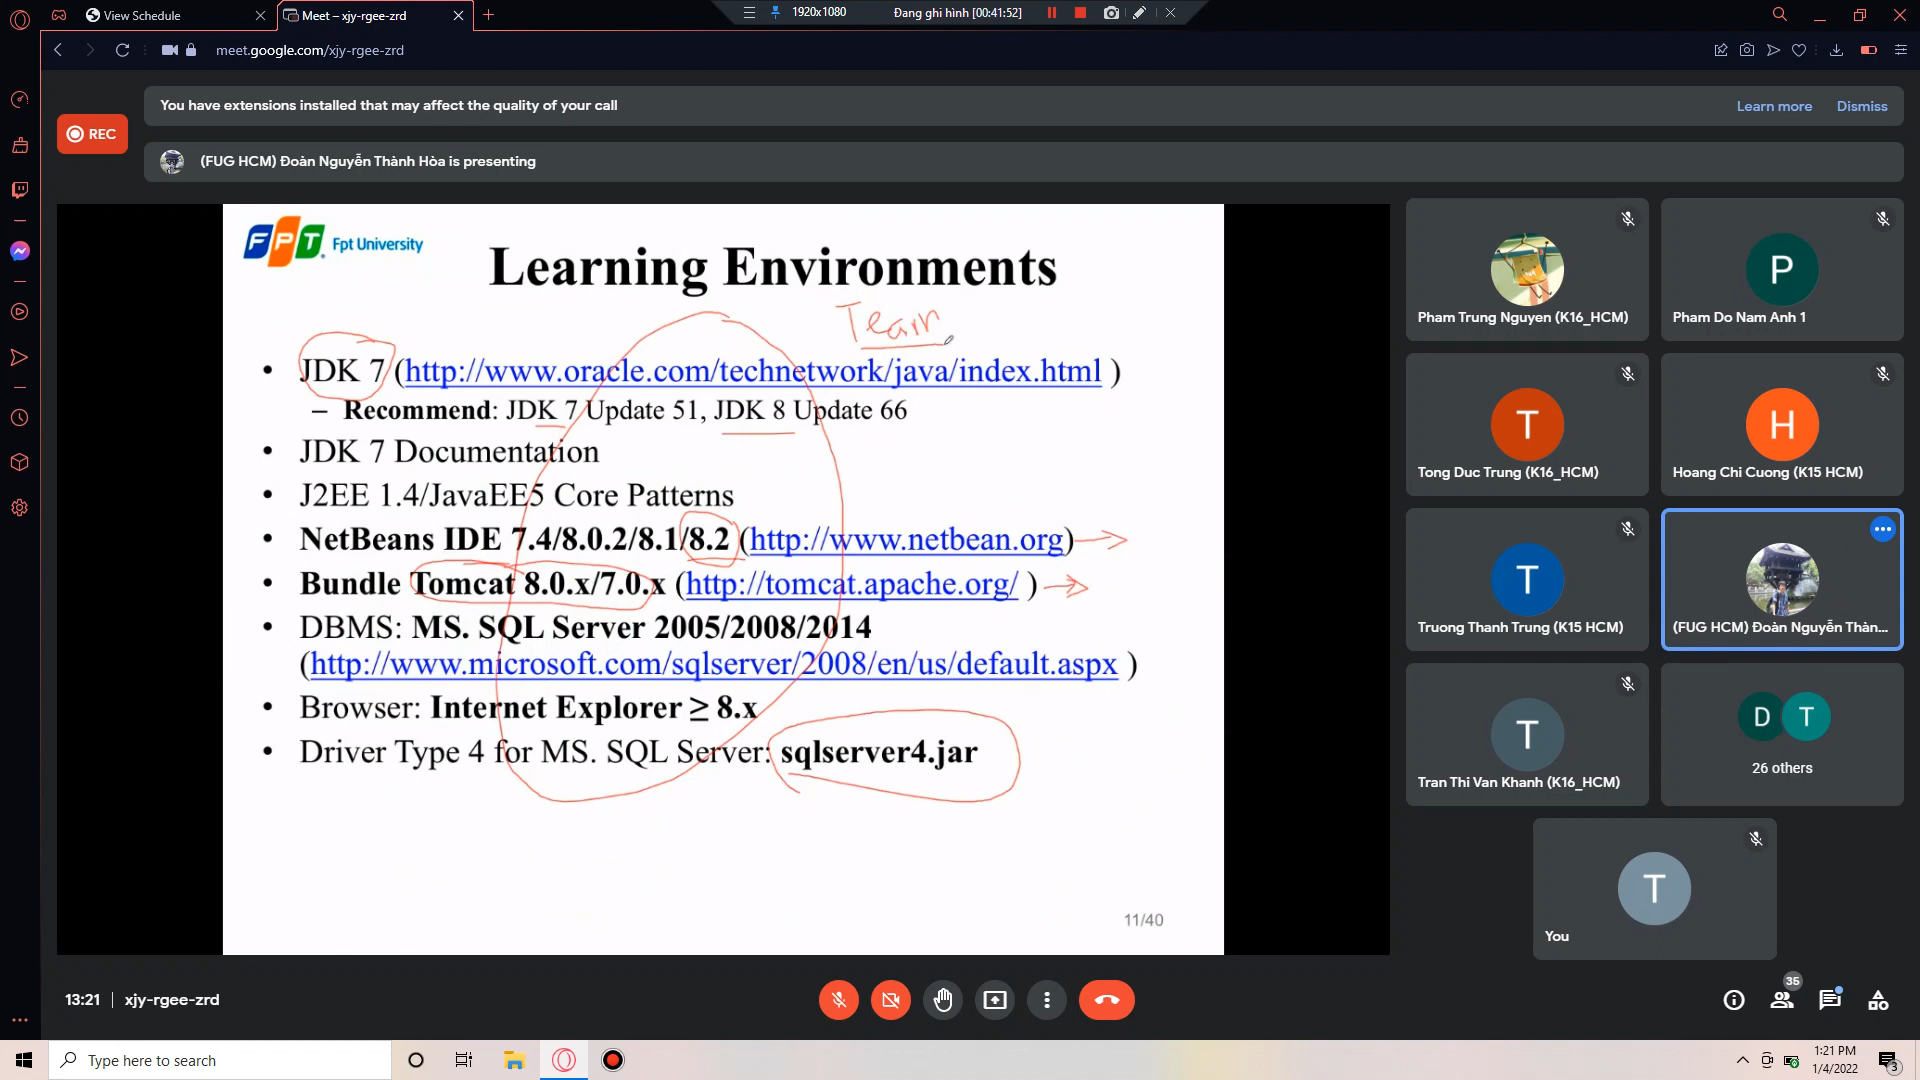 View Schedule
Meet – xjy-rgee-zrd
1920x1080
Đang ghi hình [00:41:52]
meet.google.com/xjy-rgee-zrd
You have extensions installed that may affect the quality of your call
Learn more
Dismiss
REC
(FUG HCM) Đoàn Nguyễn Thành Hòa is presenting
FPT Fpt University
Learning Environments
Team
• JDK 7 (http://www.oracle.com/technetwork/java/index.html )
– Recommend: JDK 7 Update 51, JDK 8 Update 66
• JDK 7 Documentation
• J2EE 1.4/JavaEE5 Core Patterns
• NetBeans IDE 7.4/8.0.2/8.1/8.2 (http://www.netbean.org)
• Bundle Tomcat 8.0.x/7.0.x (http://tomcat.apache.org/ )
• DBMS: MS. SQL Server 2005/2008/2014
(http://www.microsoft.com/sqlserver/2008/en/us/default.aspx )
• Browser: Internet Explorer ≥ 8.x
• Driver Type 4 for MS. SQL Server: sqlserver4.jar
11/40
Pham Trung Nguyen (K16_HCM)
P
Pham Do Nam Anh 1
T
Tong Duc Trung (K16_HCM)
H
Hoang Chi Cuong (K15 HCM)
T
Truong Thanh Trung (K15 HCM)
(FUG HCM) Đoàn Nguyễn Thàn...
T
Tran Thi Van Khanh (K16_HCM)
D T
26 others
T
You
13:21 | xjy-rgee-zrd
35
Type here to search
1:21 PM
1/4/2022
3